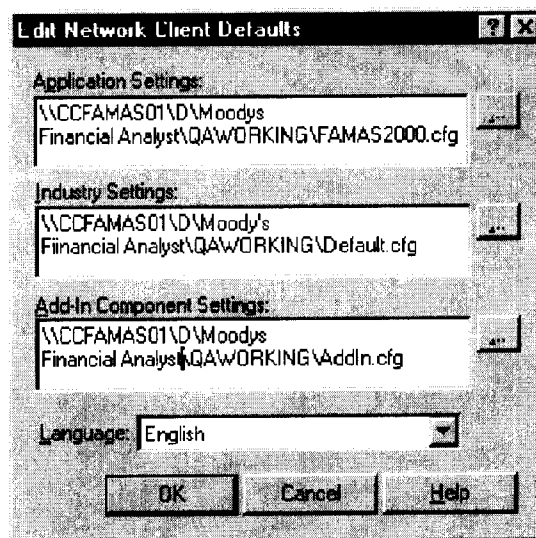 Edit Network Client Defaults ? X
Application Settings:
\\CCFAMAS01\D\Moodys
Financial Analyst\QAWORKING\FAMAS2000.cfg
...
Industry Settings:
\\CCFAMAS01\D\Moody's
Fiinancial Analyst\QAWORKING\Default.cfg
...
Add-In Component Settings:
\\CCFAMAS01\D\Moodys
Financial Analyst\QAWORKING\AddIn.cfg
...
Language: English
OK Cancel Help